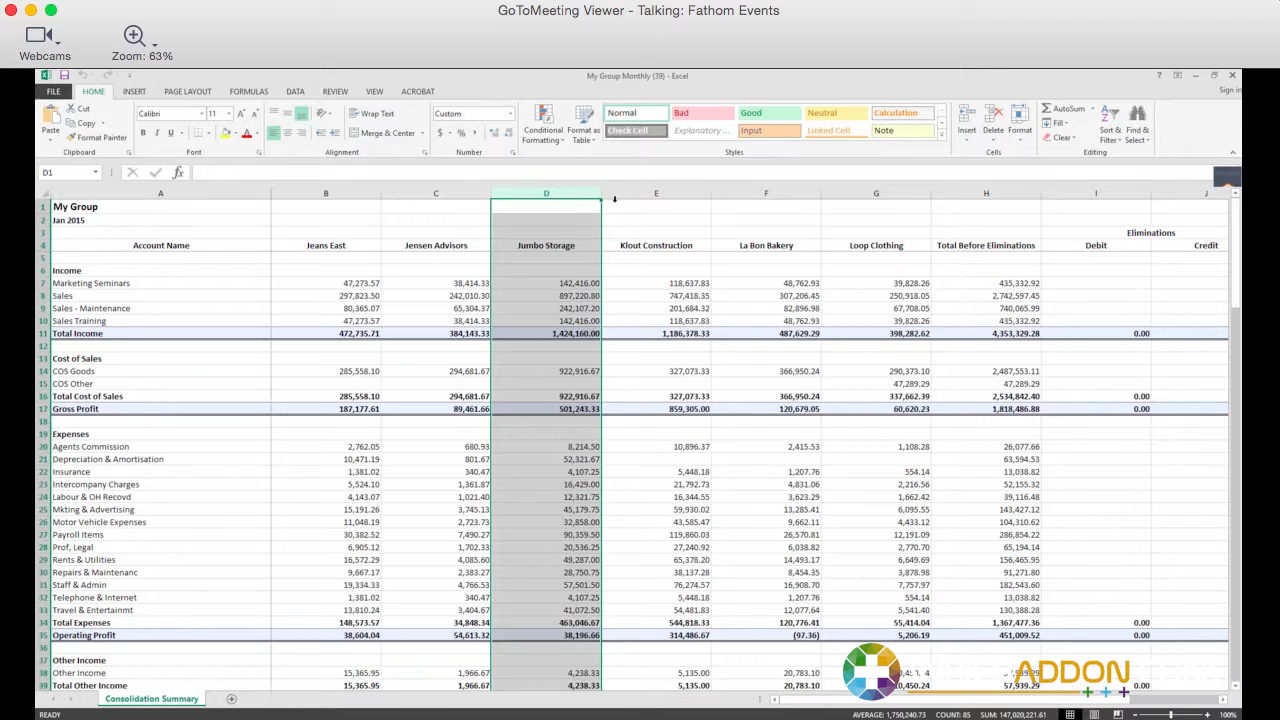 GoToMeeting Viewer - Talking: Fathom Events
Webcams Zoom: 63%
My Group Monthly (39) - Excel
Sign in
FILE HOME INSERT PAGE LAYOUT FORMULAS DATA REVIEW VIEW ACROBAT
Cut Calibri 11 Wrap Text Custom Normal Bad Good Neutral Calculation AutoSum
Paste Copy Conditional Format as Insert Delete Format Fill Sort & Find &
Format Painter B I U Merge & Center $ % , Formatting Table Check Cell Explanatory ... Input Linked Cell Note Clear Filter Select
Clipboard Font Alignment Number Styles Cells Editing
D1 fx
A B C D E F G H I J
1 My Group
2 Jan 2015
3 Eliminations
4 Account Name Jeans East Jensen Advisors Jumbo Storage Klout Construction La Bon Bakery Loop Clothing Total Before Eliminations Debit Credit
5
6 Income
7 Marketing Seminars 47,273.57 38,414.33 142,416.00 118,637.83 48,762.93 39,828.26 435,332.92
8 Sales 297,823.50 242,010.30 897,220.80 747,418.35 307,206.45 250,918.05 2,742,597.45
9 Sales - Maintenance 80,365.07 65,304.37 242,107.20 201,684.32 82,896.98 67,708.05 740,065.99
10 Sales Training 47,273.57 38,414.33 142,416.00 118,637.83 48,762.93 39,828.26 435,332.92
11 Total Income 472,735.71 384,143.33 1,424,160.00 1,186,378.33 487,629.29 398,282.62 4,353,329.28 0.00
12
13 Cost of Sales
14 COS Goods 285,558.10 294,681.67 922,916.67 327,073.33 366,950.24 290,373.10 2,487,553.11
15 COS Other 47,289.29 47,289.29
16 Total Cost of Sales 285,558.10 294,681.67 922,916.67 327,073.33 366,950.24 337,662.39 2,534,842.40 0.00
17 Gross Profit 187,177.61 89,461.66 501,243.33 859,305.00 120,679.05 60,620.23 1,818,486.88 0.00
18
19 Expenses
20 Agents Commission 2,762.05 680.93 8,214.50 10,896.37 2,415.53 1,108.28 26,077.66
21 Depreciation & Amortisation 10,471.19 801.67 52,321.67 63,594.53
22 Insurance 1,381.02 340.47 4,107.25 5,448.18 1,207.76 554.14 13,038.82
23 Intercompany Charges 5,524.10 1,361.87 16,429.00 21,792.73 4,831.06 2,216.56 52,155.32
24 Labour & OH Recovd 4,143.07 1,021.40 12,321.75 16,344.55 3,623.29 1,662.42 39,116.48
25 Mkting & Advertising 15,191.26 3,745.13 45,179.75 59,930.02 13,285.41 6,095.55 143,427.12
26 Motor Vehicle Expenses 11,048.19 2,723.73 32,858.00 43,585.47 9,662.11 4,433.12 104,310.62
27 Payroll Items 30,382.52 7,490.27 90,359.50 119,860.03 26,570.81 12,191.09 286,854.22
28 Prof, Legal 6,905.12 1,702.33 20,536.25 27,240.92 6,038.82 2,770.70 65,194.14
29 Rents & Utilities 16,572.29 4,085.60 49,287.00 65,378.20 14,493.17 6,649.69 156,465.95
30 Repairs & Maintenanc 9,667.17 2,383.27 28,750.75 38,137.28 8,454.35 3,878.98 91,271.80
31 Staff & Admin 19,334.33 4,766.53 57,501.50 76,274.57 16,908.70 7,757.97 182,543.60
32 Telephone & Internet 1,381.02 340.47 4,107.25 5,448.18 1,207.76 554.14 13,038.82
33 Travel & Entertainmt 13,810.24 3,404.67 41,072.50 54,481.83 12,077.64 5,541.40 130,388.28
34 Total Expenses 148,573.57 34,848.34 463,046.67 544,818.33 120,776.41 55,414.04 1,367,477.36 0.00
35 Operating Profit 38,604.04 54,613.32 38,196.66 314,486.67 (97.36) 5,206.19 451,009.52 0.00
36
37 Other Income
38 Other Income 15,365.95 1,966.67 4,238.33 5,135.00 20,783.10
39 Total Other Income 15,365.95 1,966.67 4,238.33 5,135.00 20,783.10 0.00
ADDON
Consolidation Summary
READY AVERAGE: 1,750,240.73 COUNT: 85 SUM: 147,020,221.61 100%